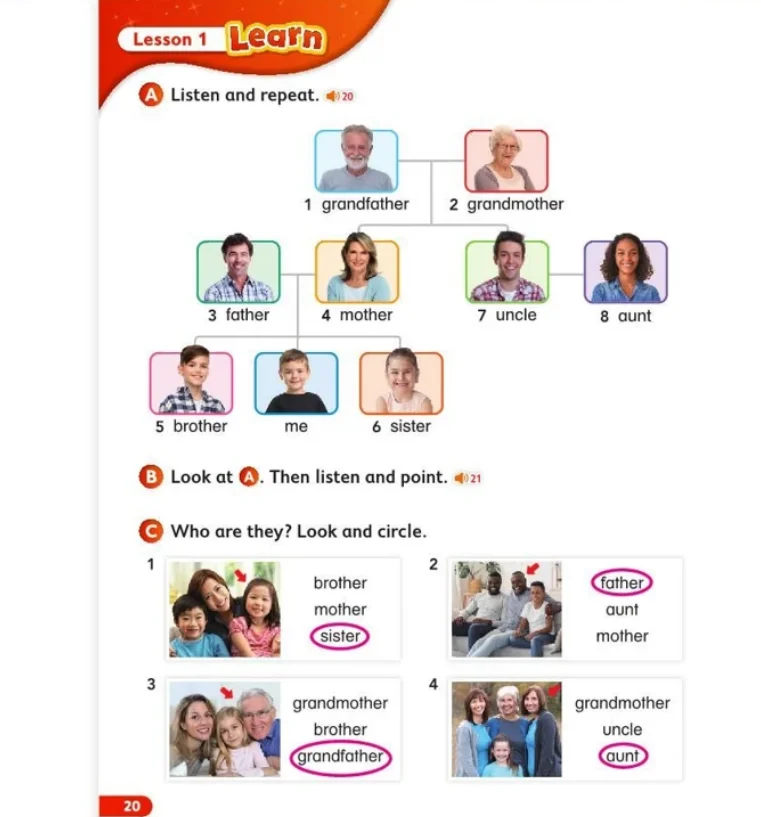 Lesson 1 Learn
A Listen and repeat. 20
1 grandfather 2 grandmother
3 father 4 mother 7 uncle 8 aunt
5 brother me 6 sister
B Look at A. Then listen and point. 21
C Who are they? Look and circle.
1
brother
mother
sister
2
father
aunt
mother
3
grandmother
brother
grandfather
4
grandmother
uncle
aunt
20